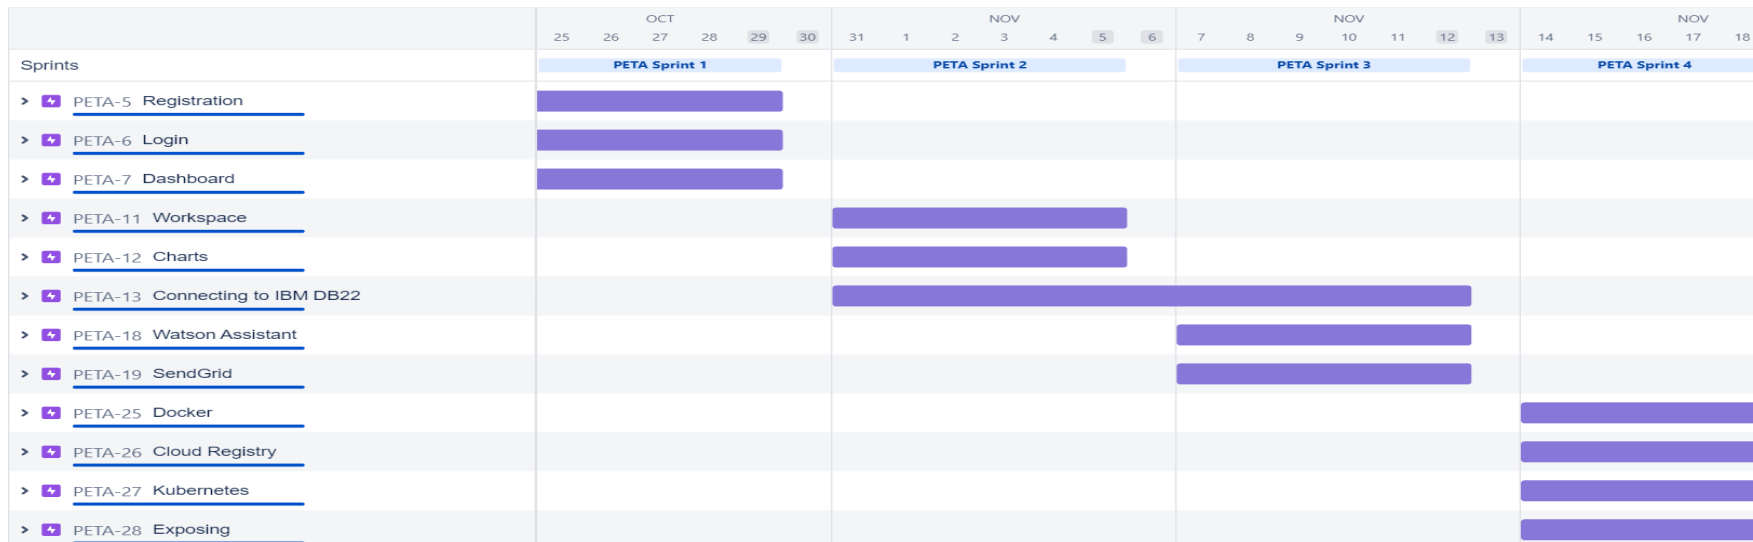 OCT NOV NOV NOV
25 26 27 28 29 30 31 1 2 3 4 5 6 7 8 9 10 11 12 13 14 15 16 17 18
Sprints PETA Sprint 1 PETA Sprint 2 PETA Sprint 3 PETA Sprint 4
PETA-5 Registration
PETA-6 Login
PETA-7 Dashboard
PETA-11 Workspace
PETA-12 Charts
PETA-13 Connecting to IBM DB22
PETA-18 Watson Assistant
PETA-19 SendGrid
PETA-25 Docker
PETA-26 Cloud Registry
PETA-27 Kubernetes
PETA-28 Exposing